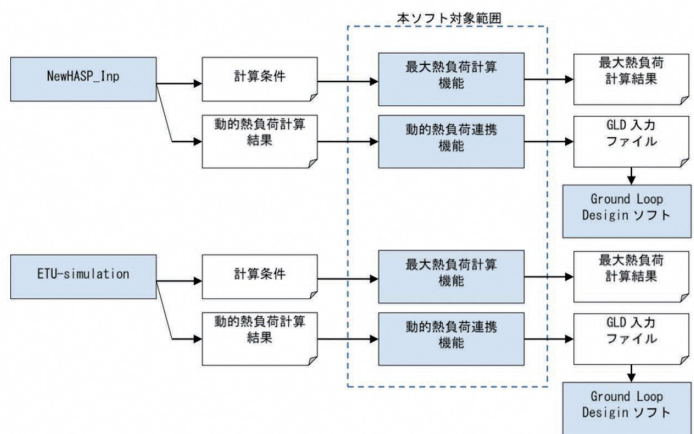 本ソフト対象範囲
NewHASP_Inp
計算条件
最大熱負荷計算
機能
最大熱負荷
計算結果
動的熱負荷計算
結果
動的熱負荷連携
機能
GLD 入力
ファイル
Ground Loop
Desigin ソフト
ETU-simulation
計算条件
最大熱負荷計算
機能
最大熱負荷
計算結果
動的熱負荷計算
結果
動的熱負荷連携
機能
GLD 入力
ファイル
Ground Loop
Desigin ソフト